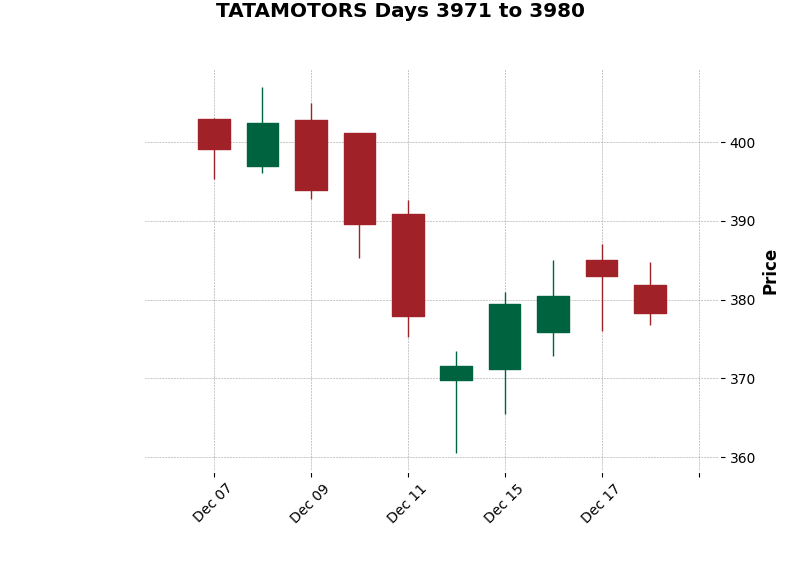 TATAMOTORS Days 3971 to 3980
400
390
380
370
360
Price
Dec 07
Dec 09
Dec 11
Dec 15
Dec 17